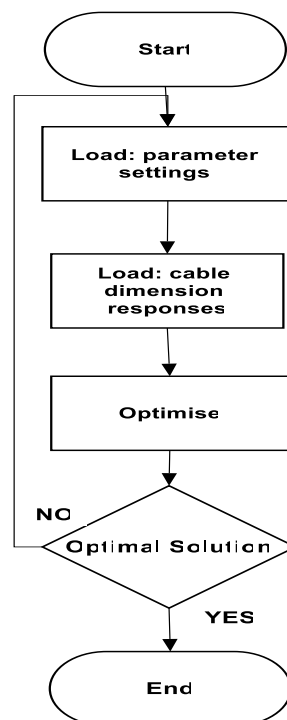 Start
Load: parameter
settings
Load: cable
dimension
responses
Optimise
NO
Optimal Solution
YES
End